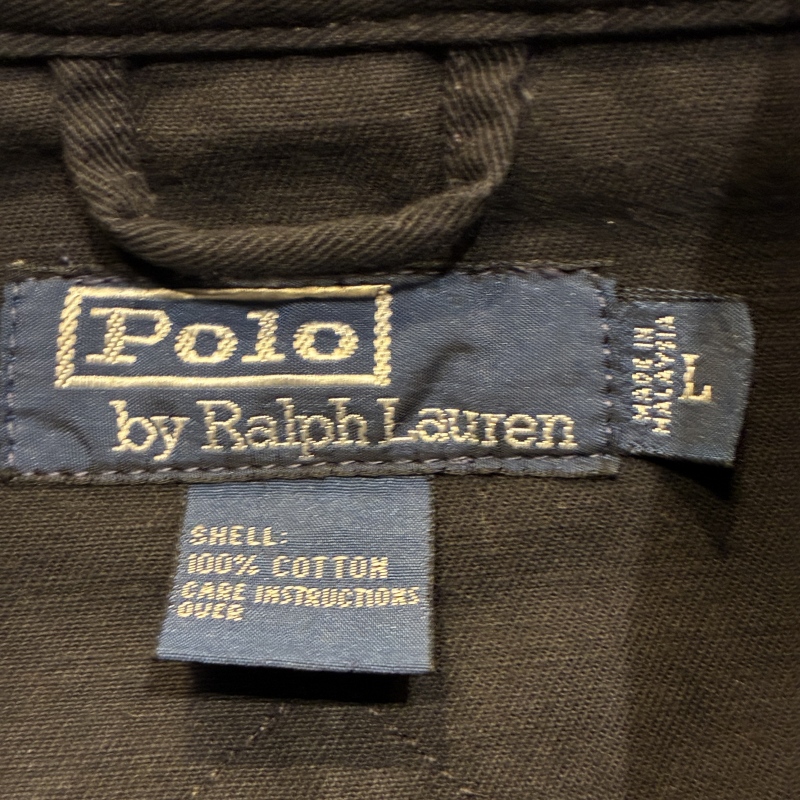 Polo
by Ralph Lauren
MADE IN
MALAYSIA
L
SHELL:
100% COTTON
CARE INSTRUCTIONS
OVER